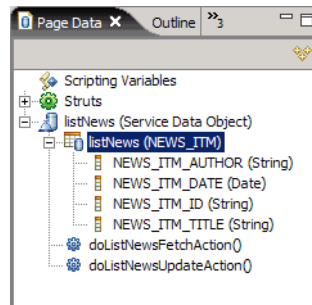 Page Data Outline »3
Scripting Variables
Struts
listNews (Service Data Object)
listNews (NEWS_ITM)
NEWS_ITM_AUTHOR (String)
NEWS_ITM_DATE (Date)
NEWS_ITM_ID (String)
NEWS_ITM_TITLE (String)
doListNewsFetchAction()
doListNewsUpdateAction()